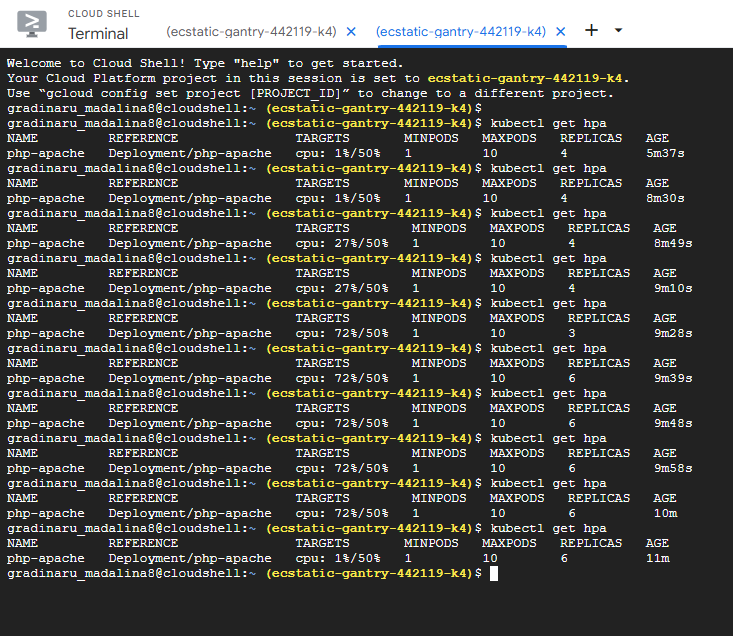 CLOUD SHELL
Terminal
(ecstatic-gantry-442119-k4) ✕ (ecstatic-gantry-442119-k4) ✕ +
Welcome to Cloud Shell! Type "help" to get started.
Your Cloud Platform project in this session is set to ecstatic-gantry-442119-k4.
Use “gcloud config set project [PROJECT_ID]” to change to a different project.
gradinaru_madalina8@cloudshell:~ (ecstatic-gantry-442119-k4)$
gradinaru_madalina8@cloudshell:~ (ecstatic-gantry-442119-k4)$ kubectl get hpa
NAME REFERENCE TARGETS MINPODS MAXPODS REPLICAS AGE
php-apache Deployment/php-apache cpu: 1%/50% 1 10 4 5m37s
gradinaru_madalina8@cloudshell:~ (ecstatic-gantry-442119-k4)$ kubectl get hpa
NAME REFERENCE TARGETS MINPODS MAXPODS REPLICAS AGE
php-apache Deployment/php-apache cpu: 1%/50% 1 10 4 8m30s
gradinaru_madalina8@cloudshell:~ (ecstatic-gantry-442119-k4)$ kubectl get hpa
NAME REFERENCE TARGETS MINPODS MAXPODS REPLICAS AGE
php-apache Deployment/php-apache cpu: 27%/50% 1 10 4 8m49s
gradinaru_madalina8@cloudshell:~ (ecstatic-gantry-442119-k4)$ kubectl get hpa
NAME REFERENCE TARGETS MINPODS MAXPODS REPLICAS AGE
php-apache Deployment/php-apache cpu: 27%/50% 1 10 4 9m10s
gradinaru_madalina8@cloudshell:~ (ecstatic-gantry-442119-k4)$ kubectl get hpa
NAME REFERENCE TARGETS MINPODS MAXPODS REPLICAS AGE
php-apache Deployment/php-apache cpu: 72%/50% 1 10 3 9m28s
gradinaru_madalina8@cloudshell:~ (ecstatic-gantry-442119-k4)$ kubectl get hpa
NAME REFERENCE TARGETS MINPODS MAXPODS REPLICAS AGE
php-apache Deployment/php-apache cpu: 72%/50% 1 10 6 9m39s
gradinaru_madalina8@cloudshell:~ (ecstatic-gantry-442119-k4)$ kubectl get hpa
NAME REFERENCE TARGETS MINPODS MAXPODS REPLICAS AGE
php-apache Deployment/php-apache cpu: 72%/50% 1 10 6 9m48s
gradinaru_madalina8@cloudshell:~ (ecstatic-gantry-442119-k4)$ kubectl get hpa
NAME REFERENCE TARGETS MINPODS MAXPODS REPLICAS AGE
php-apache Deployment/php-apache cpu: 72%/50% 1 10 6 9m58s
gradinaru_madalina8@cloudshell:~ (ecstatic-gantry-442119-k4)$ kubectl get hpa
NAME REFERENCE TARGETS MINPODS MAXPODS REPLICAS AGE
php-apache Deployment/php-apache cpu: 72%/50% 1 10 6 10m
gradinaru_madalina8@cloudshell:~ (ecstatic-gantry-442119-k4)$ kubectl get hpa
NAME REFERENCE TARGETS MINPODS MAXPODS REPLICAS AGE
php-apache Deployment/php-apache cpu: 1%/50% 1 10 6 11m
gradinaru_madalina8@cloudshell:~ (ecstatic-gantry-442119-k4)$